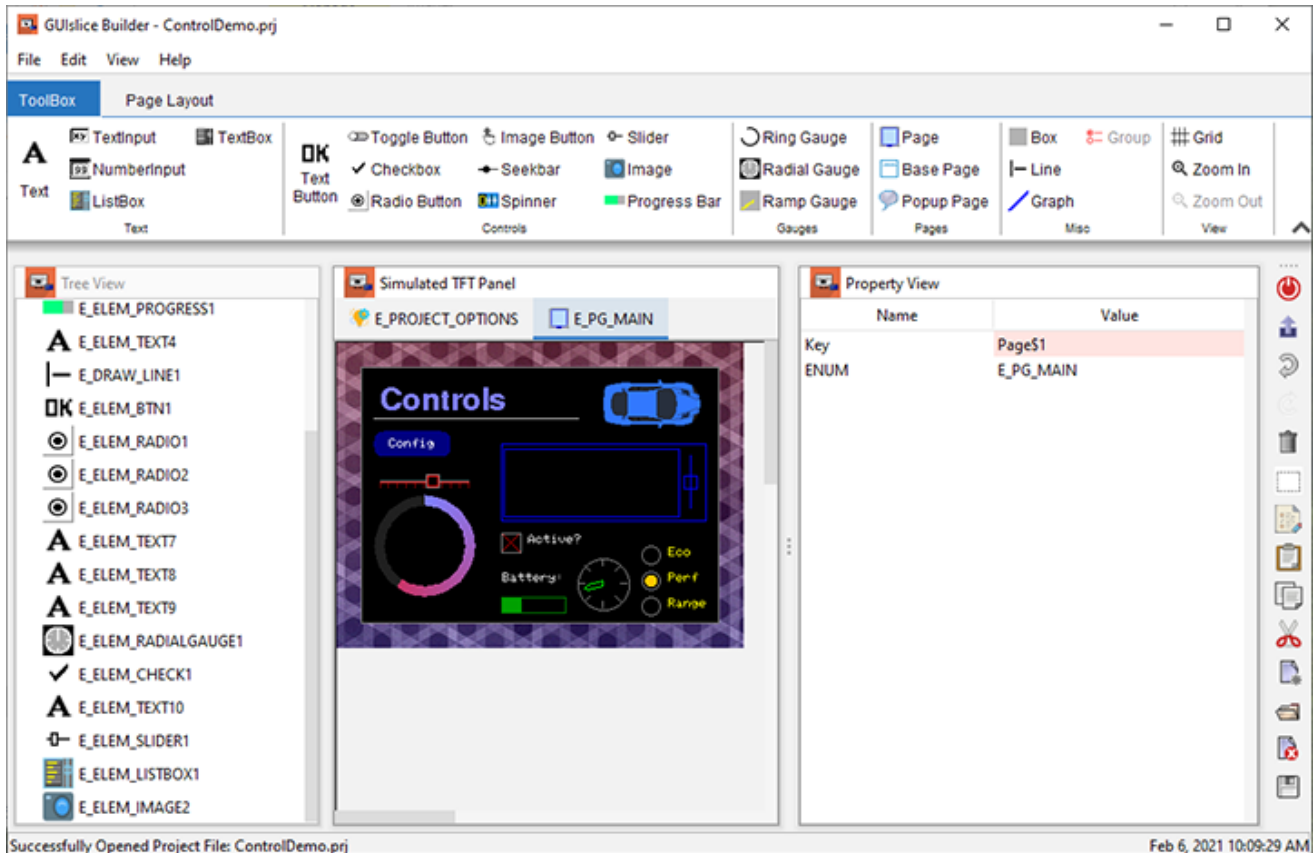 GUIslice Builder - ControlDemo.prj
File Edit View Help
ToolBox Page Layout
Text
TextInput
TextBox
NumberInput
ListBox
Text
OK
Text
Button
Toggle Button
Image Button
Slider
Checkbox
Seekbar
Image
Radio Button
Spinner
Progress Bar
Controls
Ring Gauge
Radial Gauge
Ramp Gauge
Gauges
Page
Base Page
Popup Page
Pages
Box
Group
Line
Graph
Misc
Grid
Zoom In
Zoom Out
View
Tree View
E_ELEM_PROGRESS1
E_ELEM_TEXT4
E_DRAW_LINE1
OK E_ELEM_BTN1
E_ELEM_RADIO1
E_ELEM_RADIO2
E_ELEM_RADIO3
E_ELEM_TEXT7
E_ELEM_TEXT8
E_ELEM_TEXT9
E_ELEM_RADIALGAUGE1
E_ELEM_CHECK1
E_ELEM_TEXT10
E_ELEM_SLIDER1
E_ELEM_LISTBOX1
E_ELEM_IMAGE2
Simulated TFT Panel
E_PROJECT_OPTIONS E_PG_MAIN
Controls
Config
Active?
Battery:
Eco
Perf
Range
Property View
Name Value
Key Page$1
ENUM E_PG_MAIN
Successfully Opened Project File: ControlDemo.prj
Feb 6, 2021 10:09:29 AM